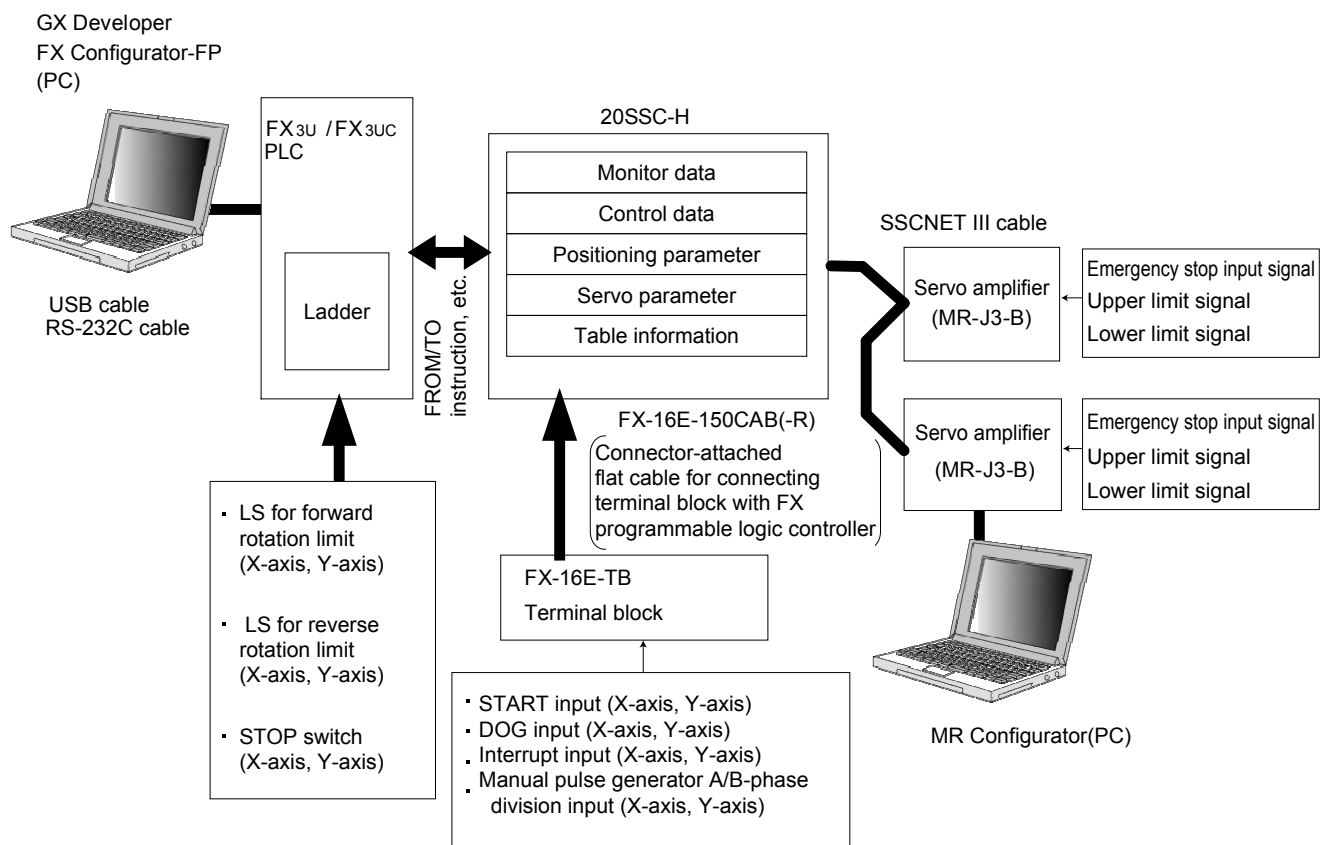 GX Developer
FX Configurator-FP
(PC)
USB cable
RS-232C cable
FX3U /FX3UC
PLC
Ladder
FROM/TO
instruction, etc.
20SSC-H
Monitor data
Control data
Positioning parameter
Servo parameter
Table information
SSCNET III cable
Servo amplifier
(MR-J3-B)
Emergency stop input signal
Upper limit signal
Lower limit signal
Servo amplifier
(MR-J3-B)
Emergency stop input signal
Upper limit signal
Lower limit signal
FX-16E-150CAB(-R)
(Connector-attached
flat cable for connecting
terminal block with FX
programmable logic controller)
FX-16E-TB
Terminal block
· LS for forward
rotation limit
(X-axis, Y-axis)
· LS for reverse
rotation limit
(X-axis, Y-axis)
· STOP switch
(X-axis, Y-axis)
· START input (X-axis, Y-axis)
· DOG input (X-axis, Y-axis)
· Interrupt input (X-axis, Y-axis)
· Manual pulse generator A/B-phase
division input (X-axis, Y-axis)
MR Configurator(PC)